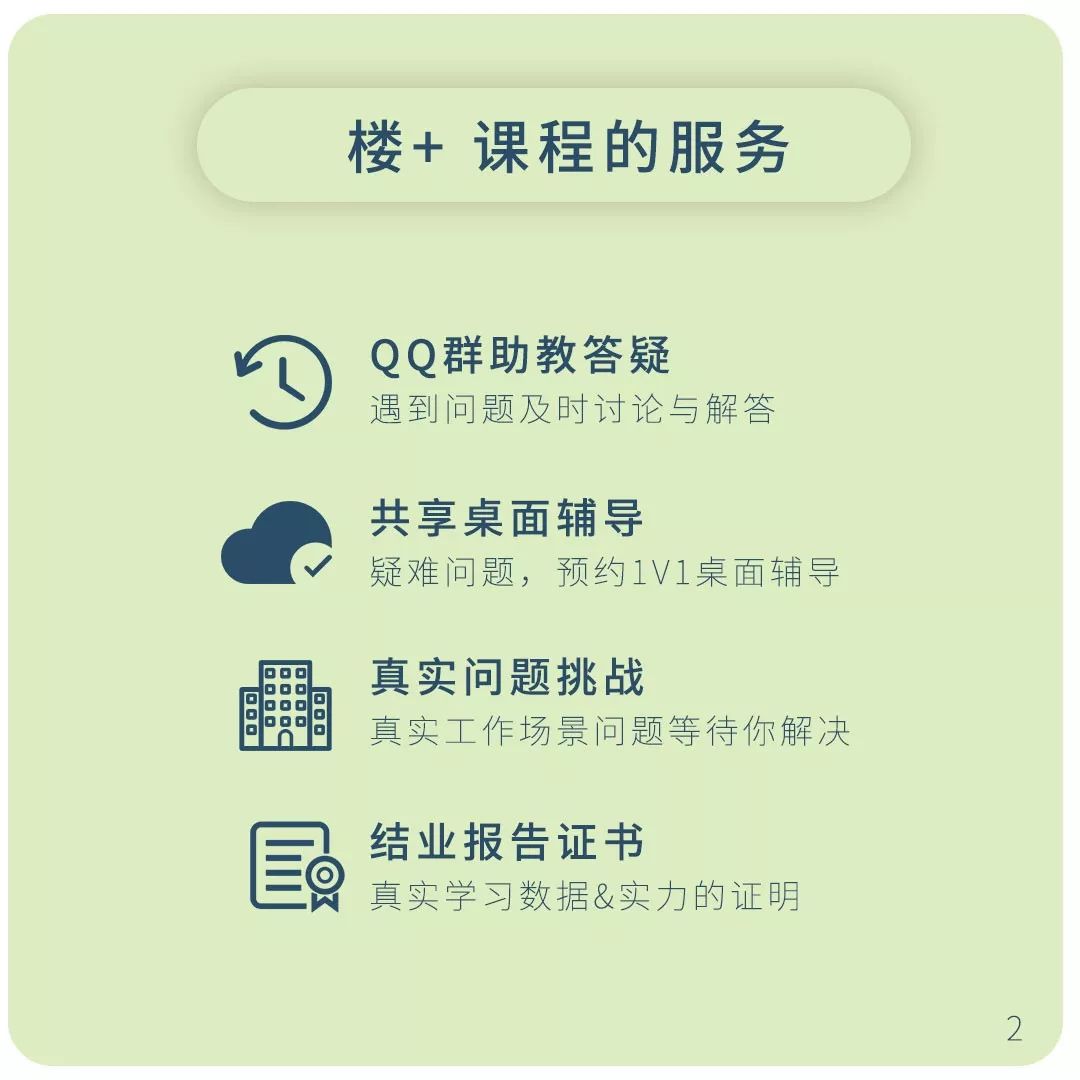 楼+ 课程的服务
QQ群助教答疑
遇到问题及时讨论与解答
共享桌面辅导
疑难问题，预约1V1桌面辅导
真实问题挑战
真实工作场景问题等待你解决
结业报告证书
真实学习数据&实力的证明
2